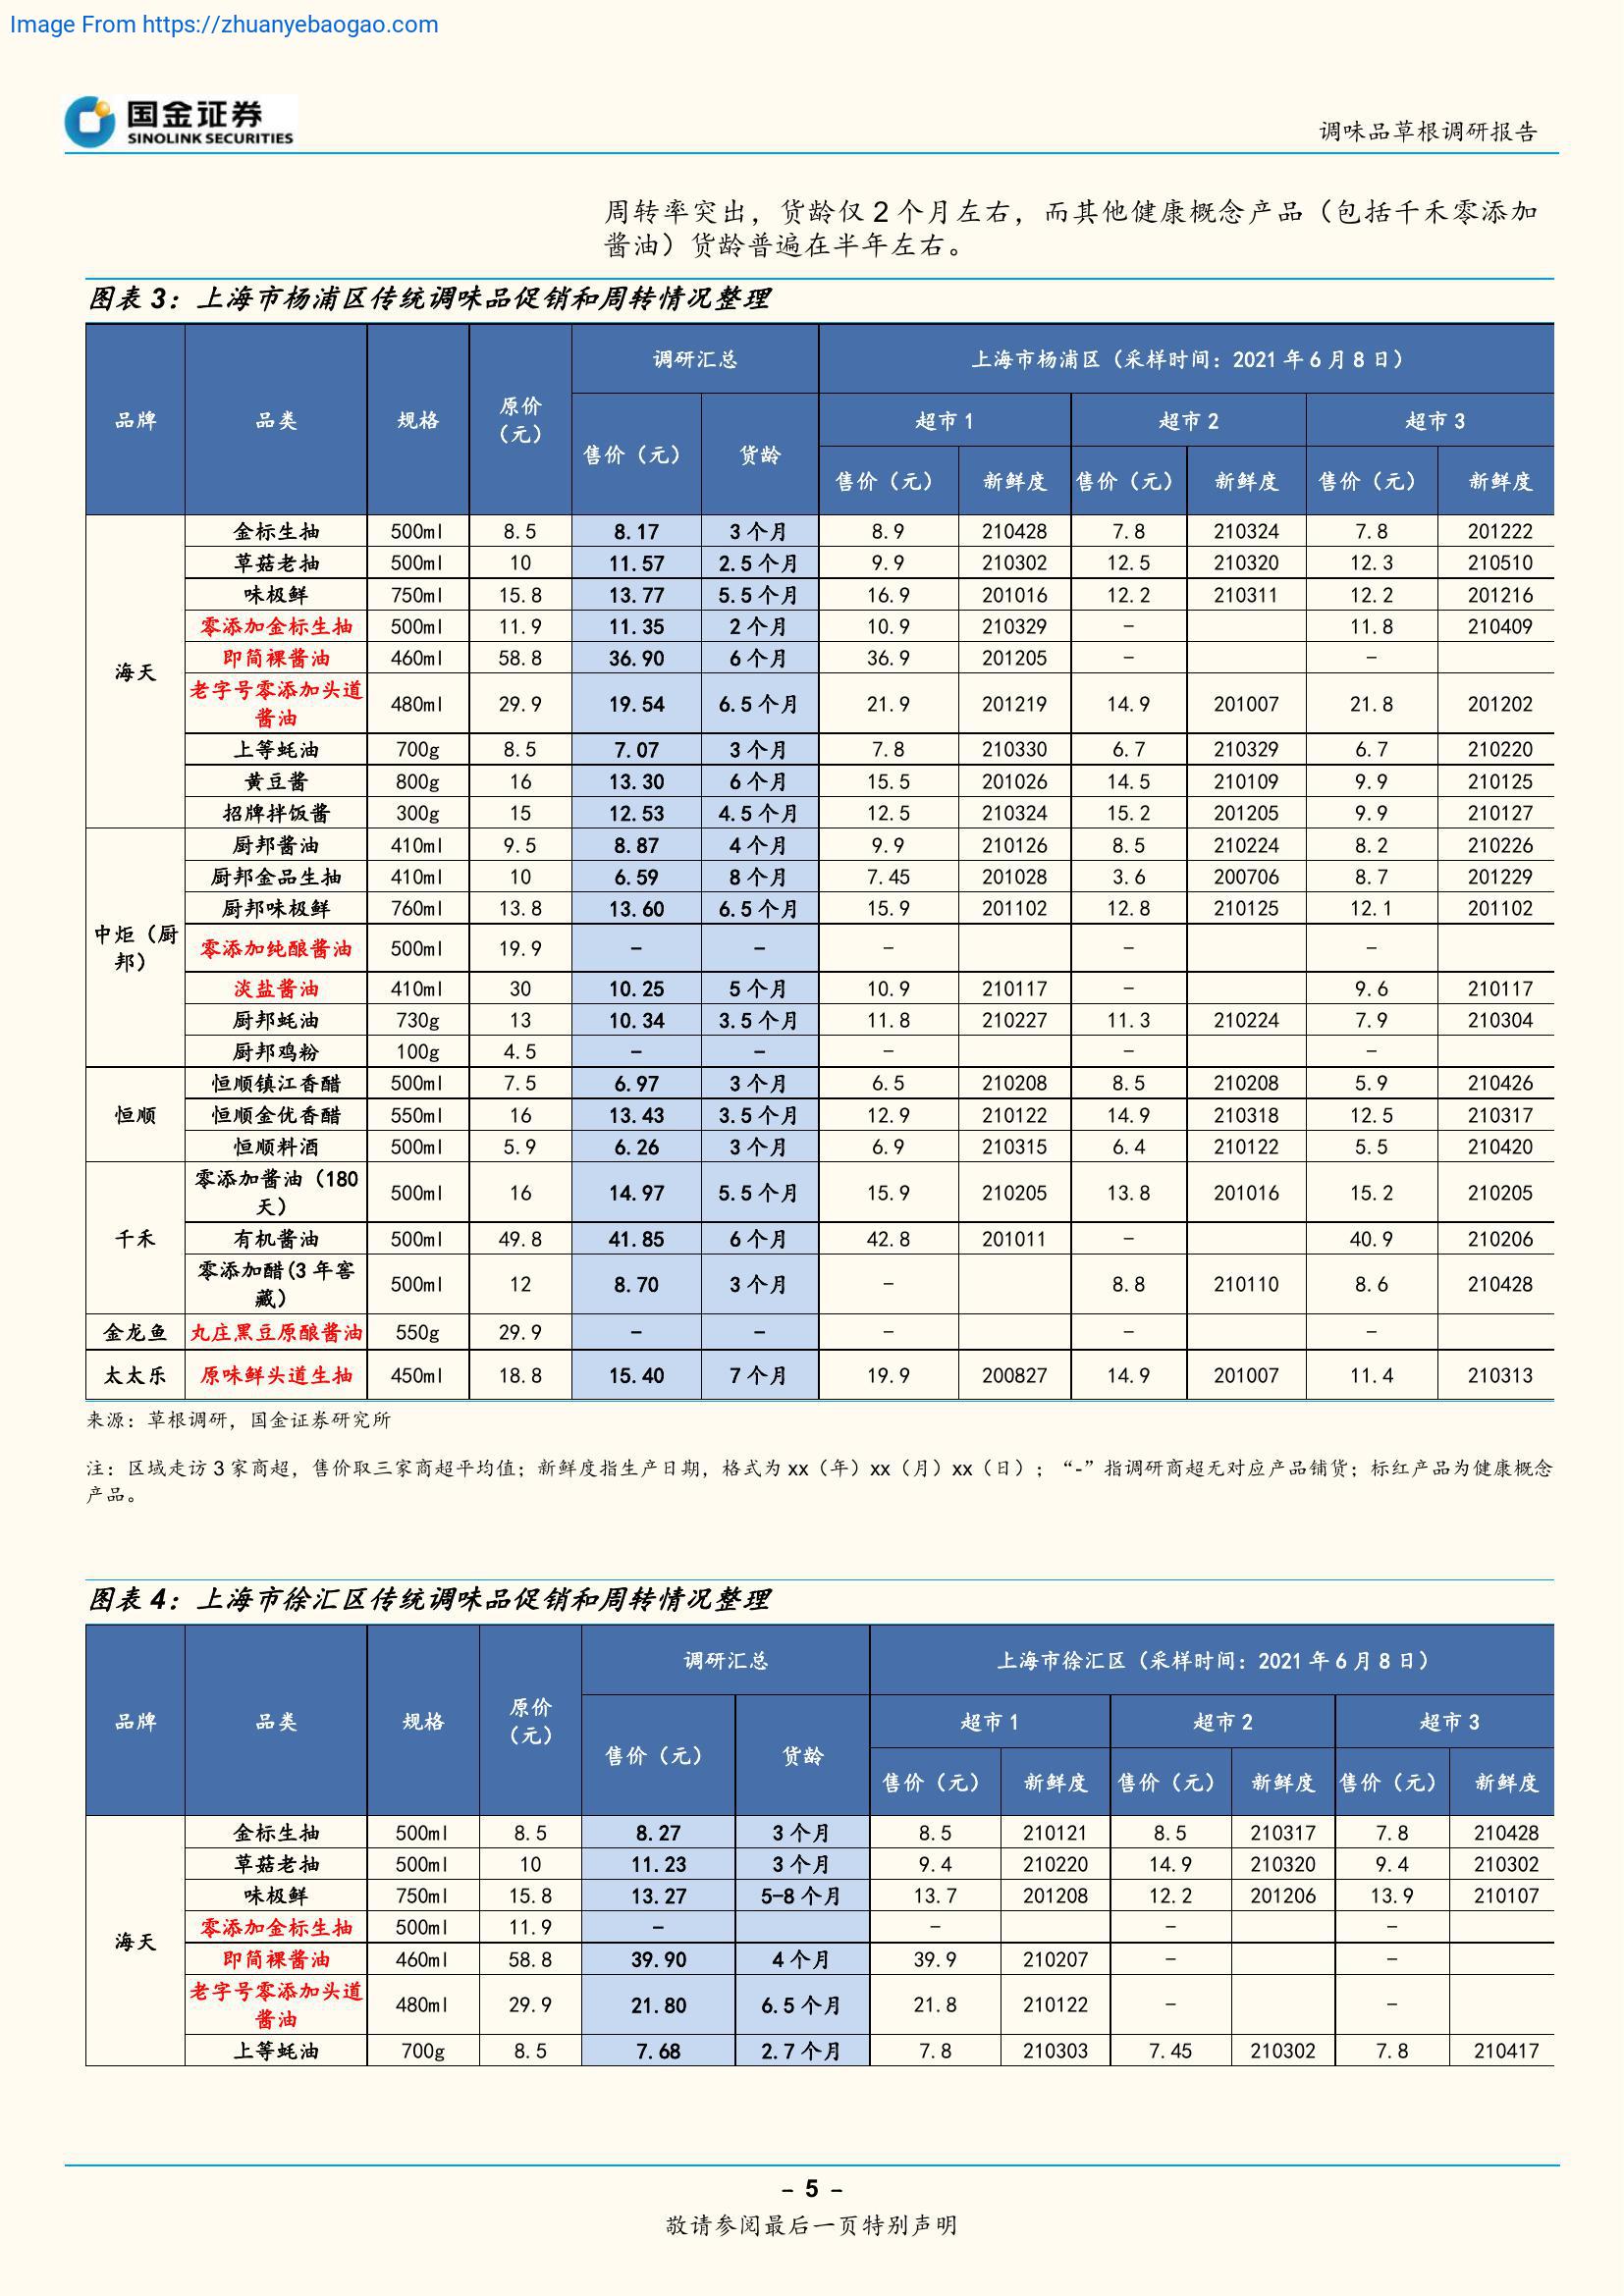 Image From https://zhuanyebaogao.com
国金证券
SINOLINK SECURITIES
调味品草根调研报告
周转率突出，货龄仅 2 个月左右，而其他健康概念产品（包括千禾零添加
酱油）货龄普遍在半年左右。
图表 3：上海市杨浦区传统调味品促销和周转情况整理
品牌 品类 规格 原价（元） 调研汇总 上海市杨浦区（采样时间：2021 年 6 月 8 日）
超市 1 超市 2 超市 3
售价（元） 货龄 售价（元） 新鲜度 售价（元） 新鲜度 售价（元） 新鲜度
海天
金标生抽 500ml 8.5 8.17 3 个月 8.9 210428 7.8 210324 7.8 201222
草菇老抽 500ml 10 11.57 2.5 个月 9.9 210302 12.5 210320 12.3 210510
味极鲜 750ml 15.8 13.77 5.5 个月 16.9 201016 12.2 210311 12.2 201216
零添加金标生抽 500ml 11.9 11.35 2 个月 10.9 210329 - 11.8 210409
即简裸酱油 460ml 58.8 36.90 6 个月 36.9 201205 - -
老字号零添加头道酱油 480ml 29.9 19.54 6.5 个月 21.9 201219 14.9 201007 21.8 201202
上等蚝油 700g 8.5 7.07 3 个月 7.8 210330 6.7 210329 6.7 210220
黄豆酱 800g 16 13.30 6 个月 15.5 201026 14.5 210109 9.9 210125
招牌拌饭酱 300g 15 12.53 4.5 个月 12.5 210324 15.2 201205 9.9 210127
中炬（厨邦）
厨邦酱油 410ml 9.5 8.87 4 个月 9.9 210126 8.5 210224 8.2 210226
厨邦金品生抽 410ml 10 6.59 8 个月 7.45 201028 3.6 200706 8.7 201229
厨邦味极鲜 760ml 13.8 13.60 6.5 个月 15.9 201102 12.8 210125 12.1 201102
零添加纯酿酱油 500ml 19.9 - - - - -
淡盐酱油 410ml 30 10.25 5 个月 10.9 210117 - 9.6 210117
厨邦蚝油 730g 13 10.34 3.5 个月 11.8 210227 11.3 210224 7.9 210304
厨邦鸡粉 100g 4.5 - - - - -
恒顺
恒顺镇江香醋 500ml 7.5 6.97 3 个月 6.5 210208 8.5 210208 5.9 210426
恒顺金优香醋 550ml 16 13.43 3.5 个月 12.9 210122 14.9 210318 12.5 210317
恒顺料酒 500ml 5.9 6.26 3 个月 6.9 210315 6.4 210122 5.5 210420
千禾
零添加酱油（180天） 500ml 16 14.97 5.5 个月 15.9 210205 13.8 201016 15.2 210205
有机酱油 500ml 49.8 41.85 6 个月 42.8 201011 - 40.9 210206
零添加醋(3 年窖藏） 500ml 12 8.70 3 个月 - 8.8 210110 8.6 210428
金龙鱼 丸庄黑豆原酿酱油 550g 29.9 - - - - -
太太乐 原味鲜头道生抽 450ml 18.8 15.40 7 个月 19.9 200827 14.9 201007 11.4 210313
来源：草根调研，国金证券研究所
注：区域走访 3 家商超，售价取三家商超平均值；新鲜度指生产日期，格式为 xx（年）xx（月）xx（日）；“-”指调研商超无对应产品铺货；标红产品为健康概念
产品。
图表 4：上海市徐汇区传统调味品促销和周转情况整理
品牌 品类 规格 原价（元） 调研汇总 上海市徐汇区（采样时间：2021 年 6 月 8 日）
超市 1 超市 2 超市 3
售价（元） 货龄 售价（元） 新鲜度 售价（元） 新鲜度 售价（元） 新鲜度
海天
金标生抽 500ml 8.5 8.27 3 个月 8.5 210121 8.5 210317 7.8 210428
草菇老抽 500ml 10 11.23 3 个月 9.4 210220 14.9 210320 9.4 210302
味极鲜 750ml 15.8 13.27 5-8 个月 13.7 201208 12.2 201206 13.9 210107
零添加金标生抽 500ml 11.9 - - - -
即简裸酱油 460ml 58.8 39.90 4 个月 39.9 210207 - -
老字号零添加头道酱油 480ml 29.9 21.80 6.5 个月 21.8 210122 - -
上等蚝油 700g 8.5 7.68 2.7 个月 7.8 210303 7.45 210302 7.8 210417
- 5 -
敬请参阅最后一页特别声明